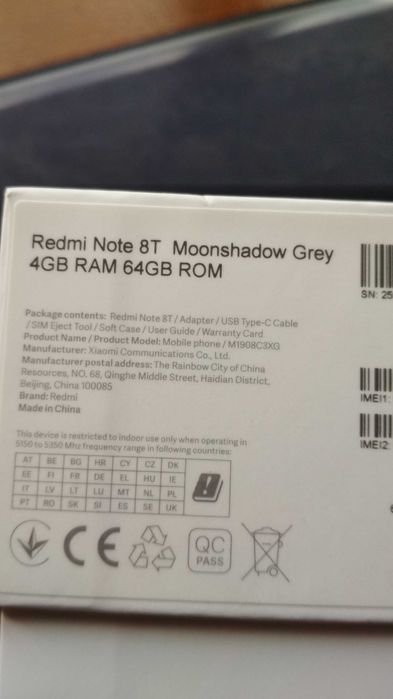 Redmi Note 8T Moonshadow Grey
4GB RAM 64GB ROM
SN: 25
Package contents: Redmi Note 8T / Adapter / USB Type-C Cable
/ SIM Eject Tool / Soft Case / User Guide / Warranty Card
Product Name / Product Model: Mobile phone / M1908C3XG
Manufacturer: Xiaomi Communications Co., Ltd.
Manufacturer postal address: The Rainbow City of China
Resources, NO. 68, Qinghe Middle Street, Haidian District,
Beijing, China 100085
Brand: Redmi
Made in China
IMEI1:
IMEI2:
This device is restricted to indoor use only when operating in
5150 to 5350 Mhz frequency range in following countries:
AT BE BG HR CY CZ DK
EE FI FR DE EL HU IE
IT LV LT LU MT NL PL
PT RO SK SI ES SE UK
CE
QC
PASS